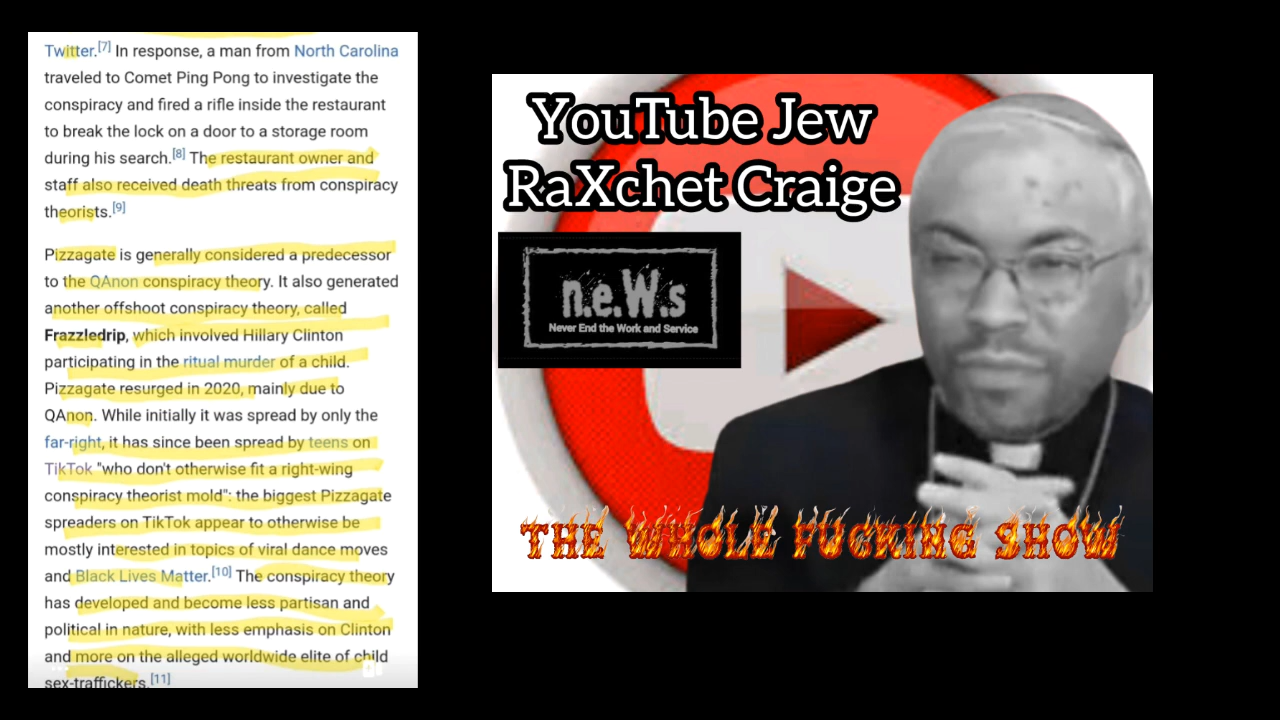 Twitter.[7] In response, a man from North Carolina
traveled to Comet Ping Pong to investigate the
conspiracy and fired a rifle inside the restaurant
to break the lock on a door to a storage room
during his search.[8] The restaurant owner and
staff also received death threats from conspiracy
theorists.[9]
Pizzagate is generally considered a predecessor
to the QAnon conspiracy theory. It also generated
another offshoot conspiracy theory, called
Frazzledrip, which involved Hillary Clinton
participating in the ritual murder of a child.
Pizzagate resurged in 2020, mainly due to
QAnon. While initially it was spread by only the
far-right, it has since been spread by teens on
TikTok "who don't otherwise fit a right-wing
conspiracy theorist mold": the biggest Pizzagate
spreaders on TikTok appear to otherwise be
mostly interested in topics of viral dance moves
and Black Lives Matter.[10] The conspiracy theory
has developed and become less partisan and
political in nature, with less emphasis on Clinton
and more on the alleged worldwide elite of child
sex-traffickers.[11]
YouTube Jew
RaXchet Craige
n.e.W.s
Never End the Work and Service
THE WHOLE FUCKING SHOW